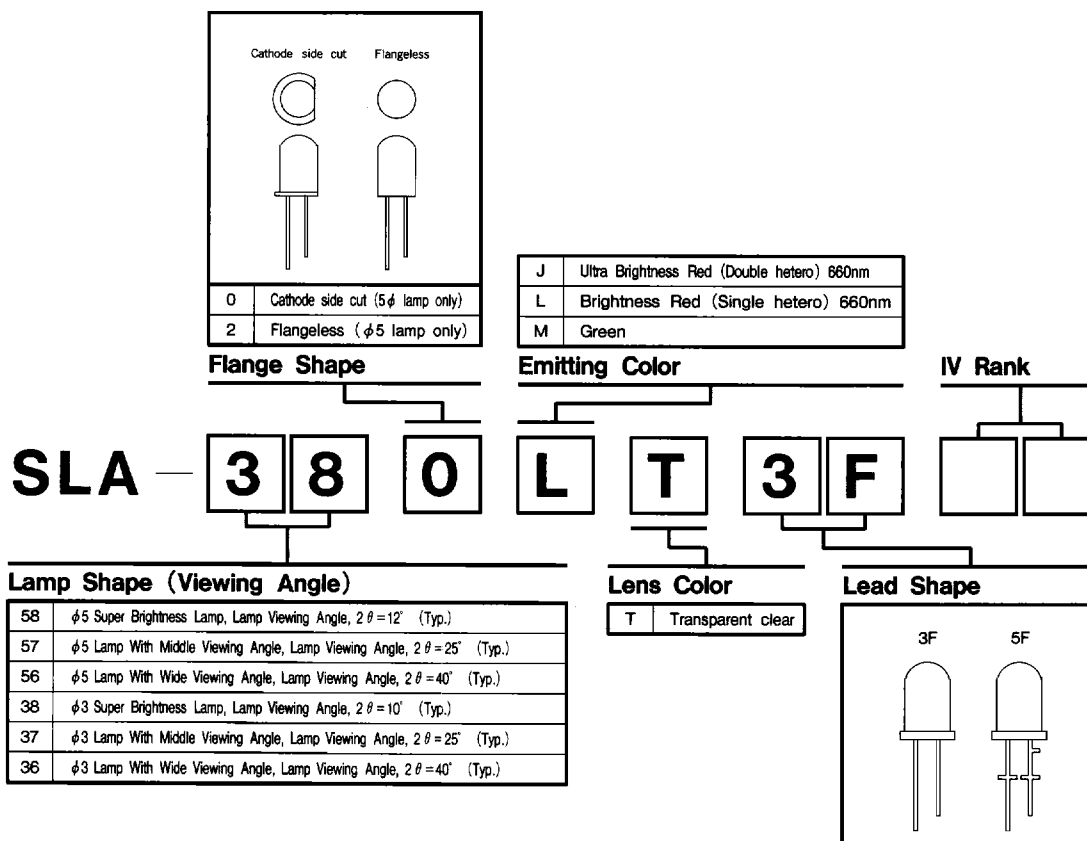 Cathode side cut Flangeless
0 Cathode side cut (5ϕ lamp only)
2 Flangeless (ϕ5 lamp only)
Flange Shape
J Ultra Brightness Red (Double hetero) 660nm
L Brightness Red (Single hetero) 660nm
M Green
Emitting Color
IV Rank
SLA — 3 8 0 L T 3 F
Lamp Shape (Viewing Angle)
58 ϕ5 Super Brightness Lamp, Lamp Viewing Angle, 2θ=12° (Typ.)
57 ϕ5 Lamp With Middle Viewing Angle, Lamp Viewing Angle, 2θ=25° (Typ.)
56 ϕ5 Lamp With Wide Viewing Angle, Lamp Viewing Angle, 2θ=40° (Typ.)
38 ϕ3 Super Brightness Lamp, Lamp Viewing Angle, 2θ=10° (Typ.)
37 ϕ3 Lamp With Middle Viewing Angle, Lamp Viewing Angle, 2θ=25° (Typ.)
36 ϕ3 Lamp With Wide Viewing Angle, Lamp Viewing Angle, 2θ=40° (Typ.)
Lens Color
T Transparent clear
Lead Shape
3F 5F